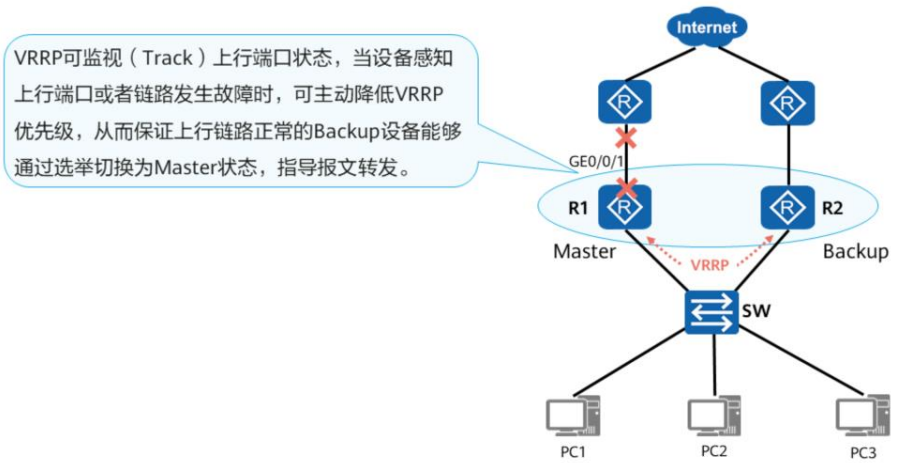 VRRP可监视（Track）上行端口状态，当设备感知
上行端口或者链路发生故障时，可主动降低VRRP
优先级，从而保证上行链路正常的Backup设备能够
通过选举切换为Master状态，指导报文转发。
Internet
R
R
GE0/0/1
R1
R
R
R2
Master
VRRP
Backup
SW
PC1
PC2
PC3